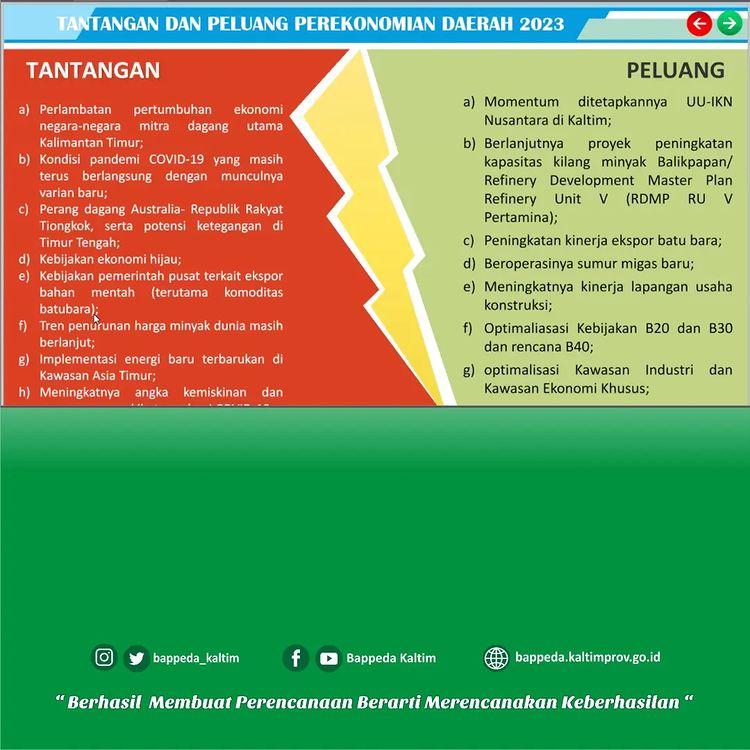 TANTANGAN DAN PELUANG PEREKONOMIAN DAERAH 2023
TANTANGAN
a) Perlambatan pertumbuhan ekonomi
negara-negara mitra dagang utama
Kalimantan Timur;
b) Kondisi pandemi COVID-19 yang masih
terus berlangsung dengan munculnya
varian baru;
c) Perang dagang Australia- Republik Rakyat
Tiongkok, serta potensi ketegangan di
Timur Tengah;
d) Kebijakan ekonomi hijau;
e) Kebijakan pemerintah pusat terkait ekspor
bahan mentah (terutama komoditas
batubara);
f) Tren penurunan harga minyak dunia masih
berlanjut;
g) Implementasi energi baru terbarukan di
Kawasan Asia Timur;
h) Meningkatnya angka kemiskinan dan
PELUANG
a) Momentum ditetapkannya UU-IKN
Nusantara di Kaltim;
b) Berlanjutnya proyek peningkatan
kapasitas kilang minyak Balikpapan/
Refinery Development Master Plan
Refinery Unit V (RDMP RU V
Pertamina);
c) Peningkatan kinerja ekspor batu bara;
d) Beroperasinya sumur migas baru;
e) Meningkatnya kinerja lapangan usaha
konstruksi;
f) Optimaliasasi Kebijakan B20 dan B30
dan rencana B40;
g) optimalisasi Kawasan Industri dan
Kawasan Ekonomi Khusus;
bappeda_kaltim
Bappeda Kaltim
bappeda.kaltimprov.go.id
“ Berhasil Membuat Perencanaan Berarti Merencanakan Keberhasilan “